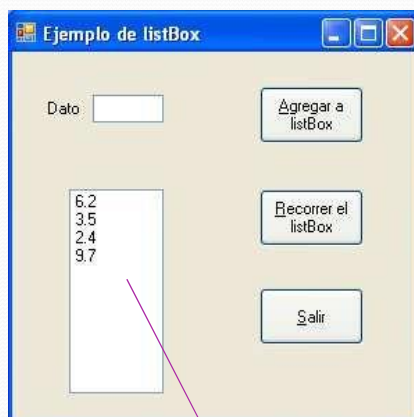 Ejemplo de listBox
Dato
Agregar a
listBox
6.2
3.5
2.4
9.7
Recorrer el
listBox
Salir